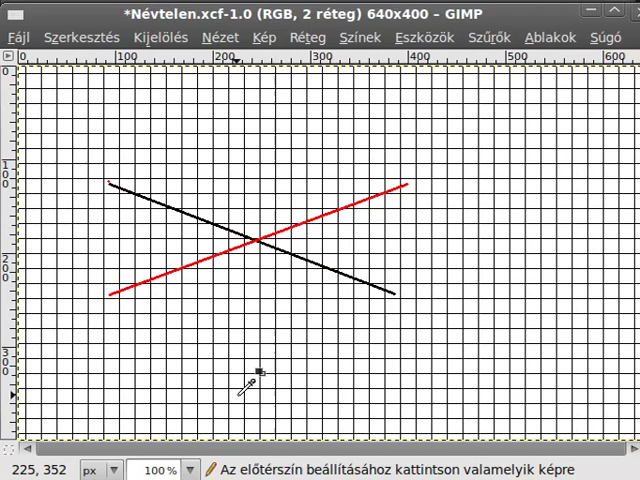 *Névtelen.xcf-1.0 (RGB, 2 réteg) 640x400 – GIMP
Fájl Szerkesztés Kijelölés Nézet Kép Réteg Színek Eszközök Szűrők Ablakok Súgó
0 100 200 300 400 500 600
0
100
200
300
225, 352 px 100 % Az előtérszín beállításához kattintson valamelyik képre